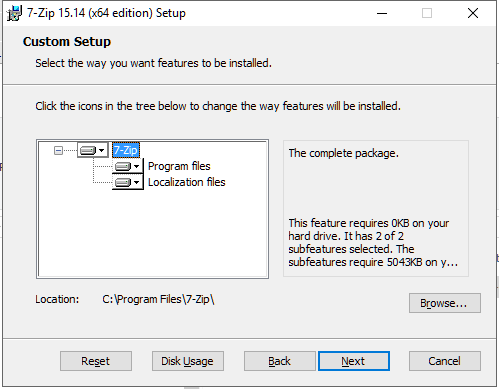 7-Zip 15.14 (x64 edition) Setup
Custom Setup
Select the way you want features to be installed.
Click the icons in the tree below to change the way features will be installed.
7-Zip
Program files
Localization files
The complete package.
This feature requires 0KB on your
hard drive. It has 2 of 2
subfeatures selected. The
subfeatures require 5043KB on y...
Location: C:\Program Files\7-Zip\
Browse...
Reset Disk Usage Back Next Cancel